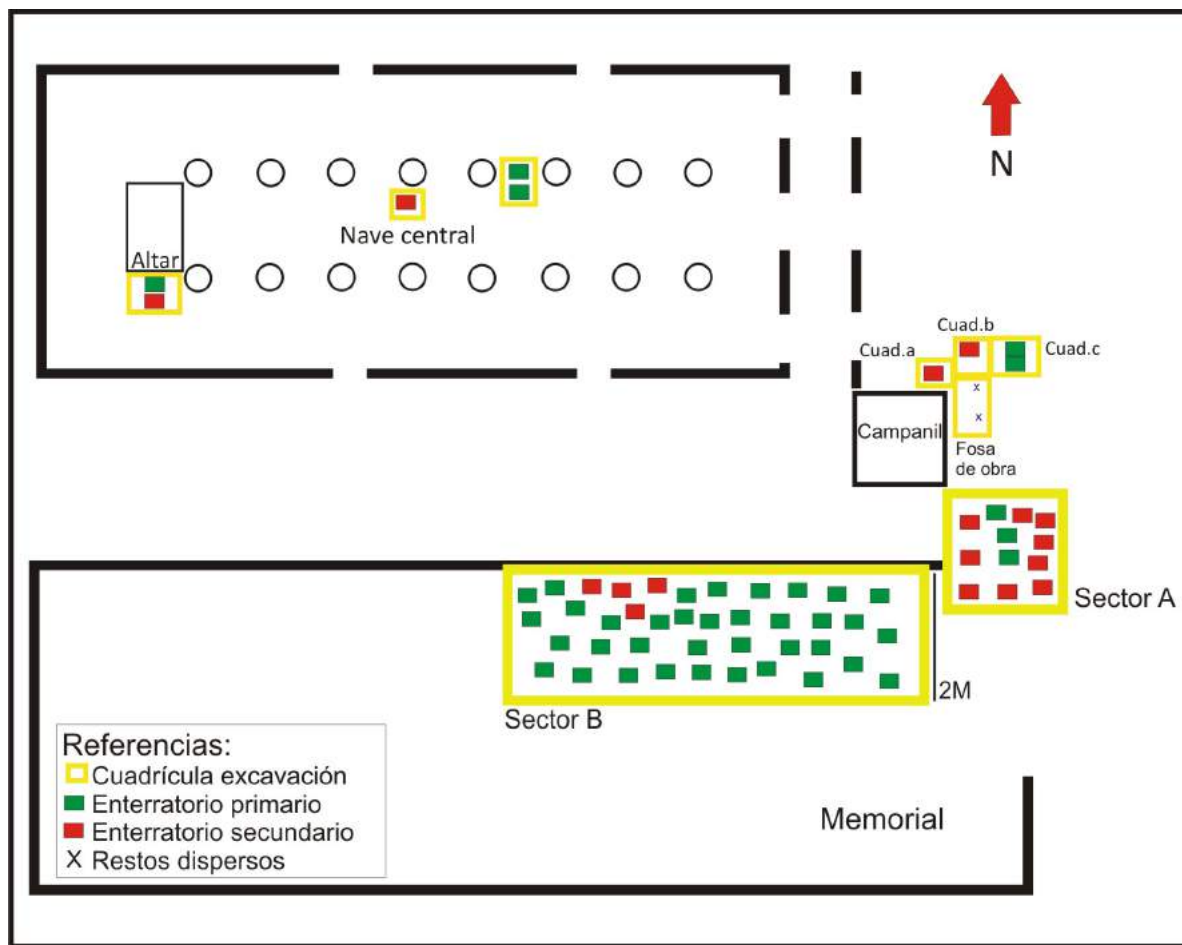 N
Nave central
Altar
Cuad.b
Cuad.a
Cuad.c
x
x
Campanil
Fosa
de obra
Sector A
2M
Sector B
Referencias:
Cuadrícula excavación
Enterratorio primario
Enterratorio secundario
X Restos dispersos
Memorial